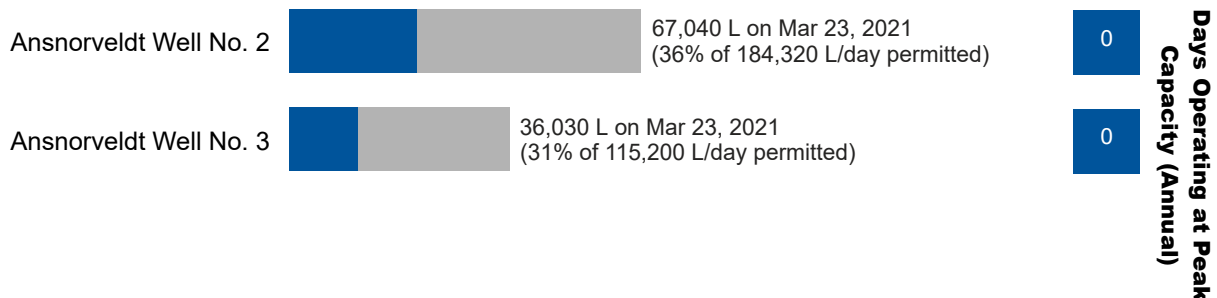 Ansnorveldt Well No. 2
67,040 L on Mar 23, 2021
(36% of 184,320 L/day permitted)
0
Ansnorveldt Well No. 3
36,030 L on Mar 23, 2021
(31% of 115,200 L/day permitted)
0
Days Operating at Peak
Capacity (Annual)